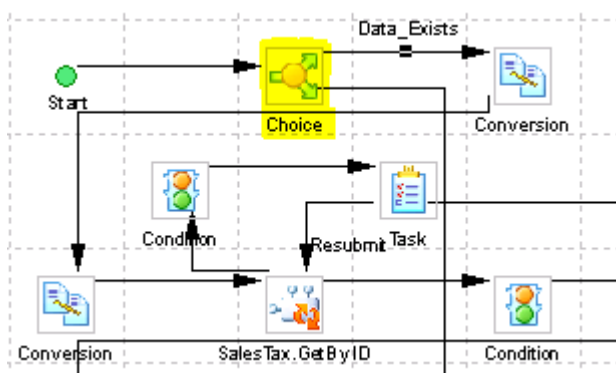 Data_Exists
Start
Choice
Conversion
Condition
Resubmit
Task
Conversion
SalesTax.GetByID
Condition